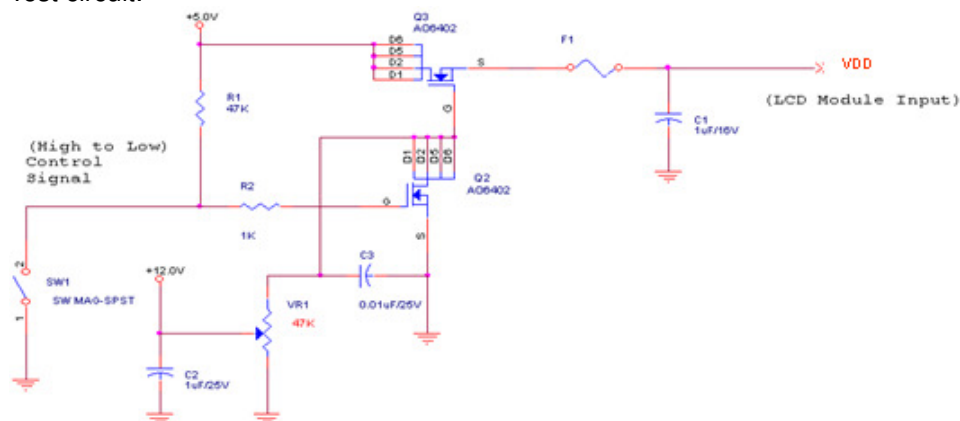 Test circuit:
+5.0V
Q3
AO6402
D6
D5
D2
D1
S
G
F1
VDD
(LCD Module Input)
C1
1uF/16V
R1
47K
(High to Low)
Control
Signal
D1
D2
D5
D6
Q2
AO6402
R2
1K
G
S
2
SW1
SW MA0-SPST
1
+12.0V
C3
0.01uF/25V
VR1
47K
C2
1uF/25V